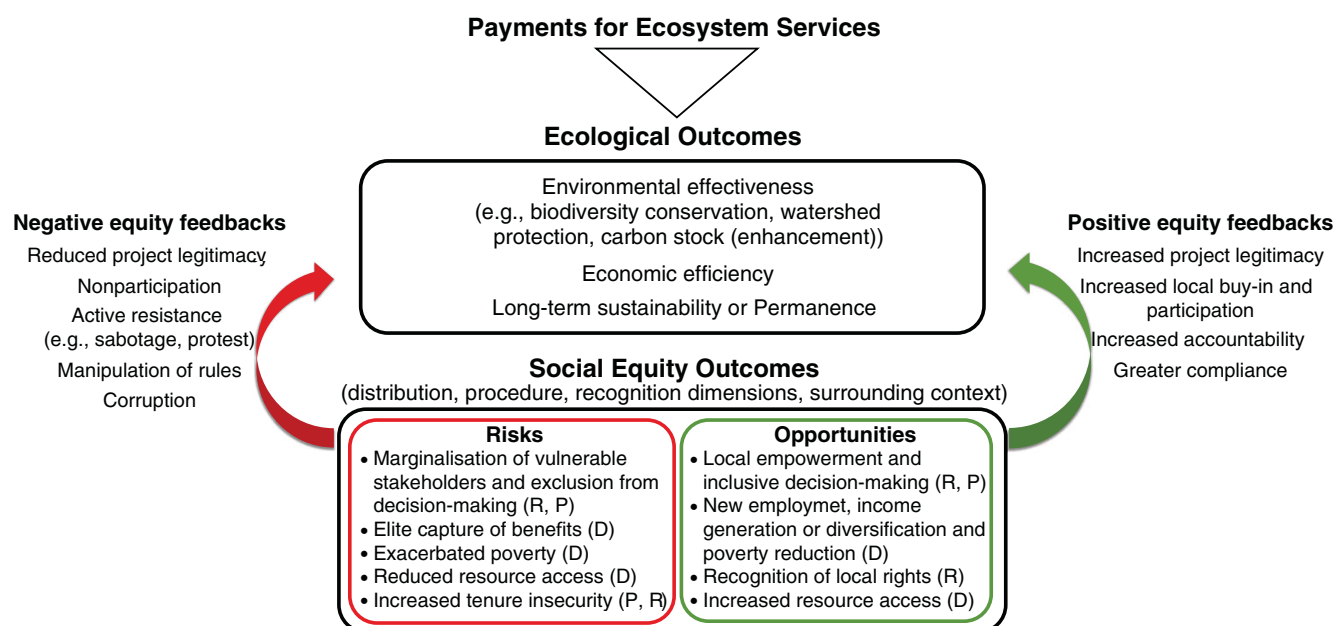 Payments for Ecosystem Services
Ecological Outcomes
Environmental effectiveness
(e.g., biodiversity conservation, watershed
protection, carbon stock (enhancement))
Economic efficiency
Long-term sustainability or Permanence
Negative equity feedbacks
Reduced project legitimacy
Nonparticipation
Active resistance
(e.g., sabotage, protest)
Manipulation of rules
Corruption
Positive equity feedbacks
Increased project legitimacy
Increased local buy-in and
participation
Increased accountability
Greater compliance
Social Equity Outcomes
(distribution, procedure, recognition dimensions, surrounding context)
Risks
• Marginalisation of vulnerable
stakeholders and exclusion from
decision-making (R, P)
• Elite capture of benefits (D)
• Exacerbated poverty (D)
• Reduced resource access (D)
• Increased tenure insecurity (P, R)
Opportunities
• Local empowerment and
inclusive decision-making (R, P)
• New employmet, income
generation or diversification and
poverty reduction (D)
• Recognition of local rights (R)
• Increased resource access (D)